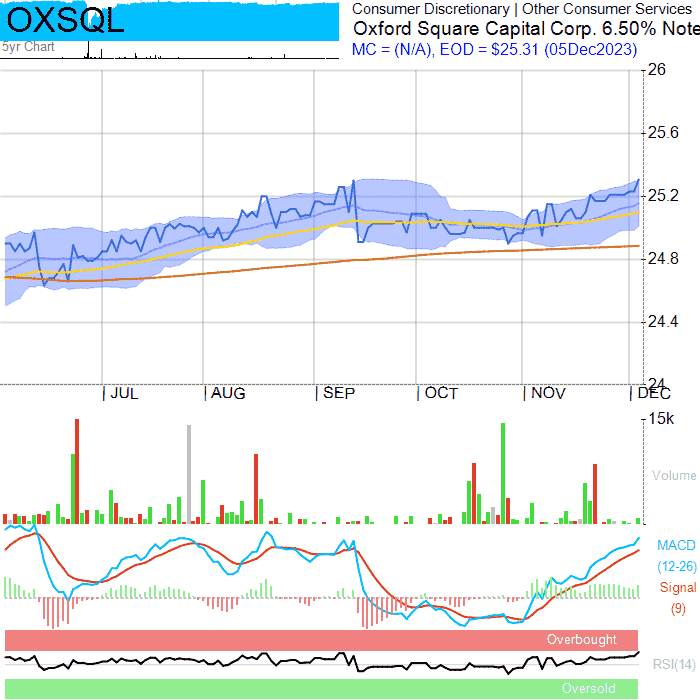 OXSQL
5yr Chart
Consumer Discretionary | Other Consumer Services
Oxford Square Capital Corp. 6.50% Note
MC = (N/A), EOD = $25.31 (05Dec2023)
26
25.6
25.2
24.8
24.4
24
JUL AUG SEP OCT NOV DEC
15k
Volume
MACD
(12-26)
Signal
(9)
Overbought
RSI(14)
Oversold